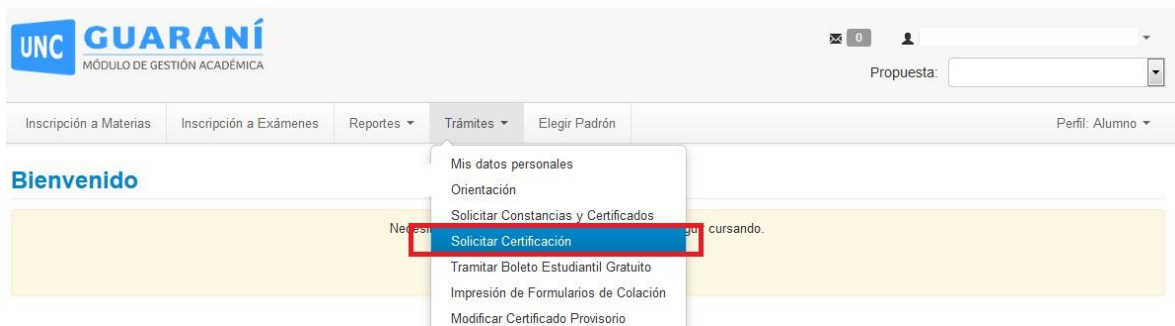 UNC GUARANÍ
MÓDULO DE GESTIÓN ACADÉMICA
0
Propuesta:
Inscripción a Materias Inscripción a Exámenes Reportes Trámites Elegir Padrón Perfil: Alumno
Bienvenido
Mis datos personales
Orientación
Solicitar Constancias y Certificados
cursando.
Solicitar Certificación
Tramitar Boleto Estudiantil Gratuito
Impresión de Formularios de Colación
Modificar Certificado Provisorio